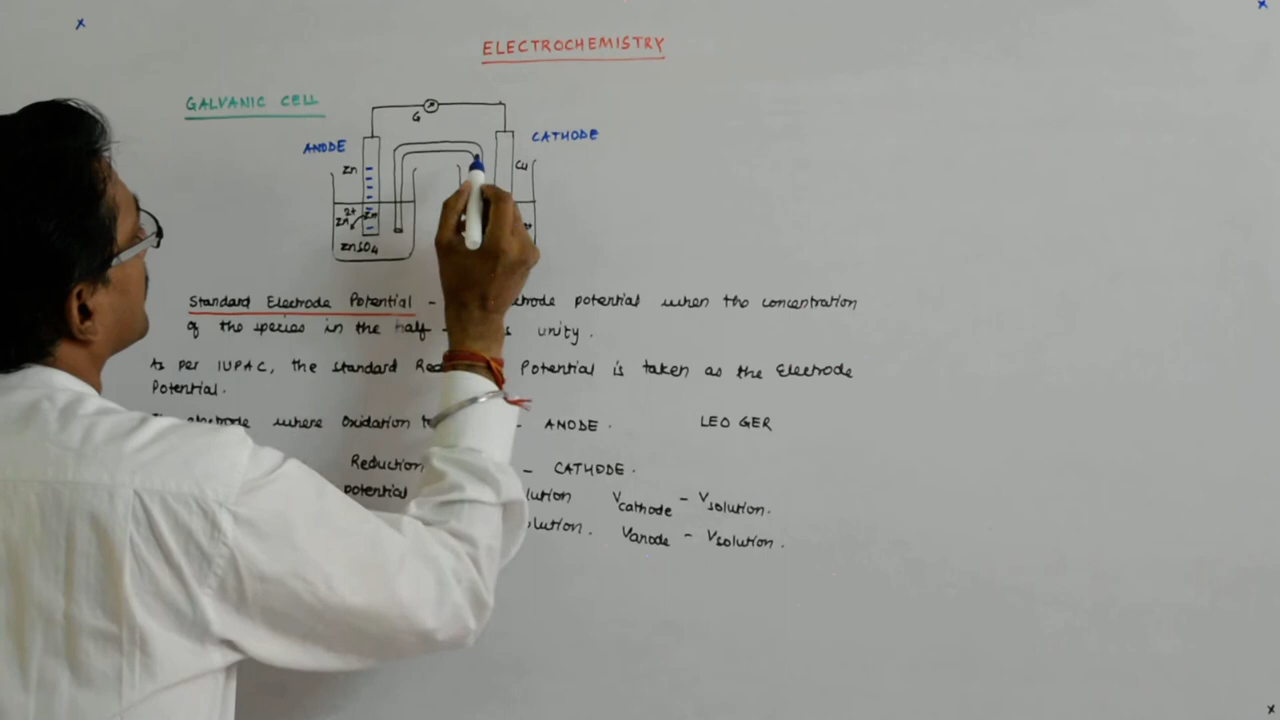 ELECTROCHEMISTRY
GALVANIC CELL
G
ANODE
CATHODE
Zn
Cu
Zn2+
Zn
2+
ZnSO4
Standard Electrode Potential - potential when the concentration
of the species in the half unity.
As per IUPAC, the standard Potential is taken as the Electrode
Potential.
electrode where Oxidation - ANODE. LEO GER
Reduction - CATHODE.
potential Vcathode - Vsolution.
Vanode - Vsolution.